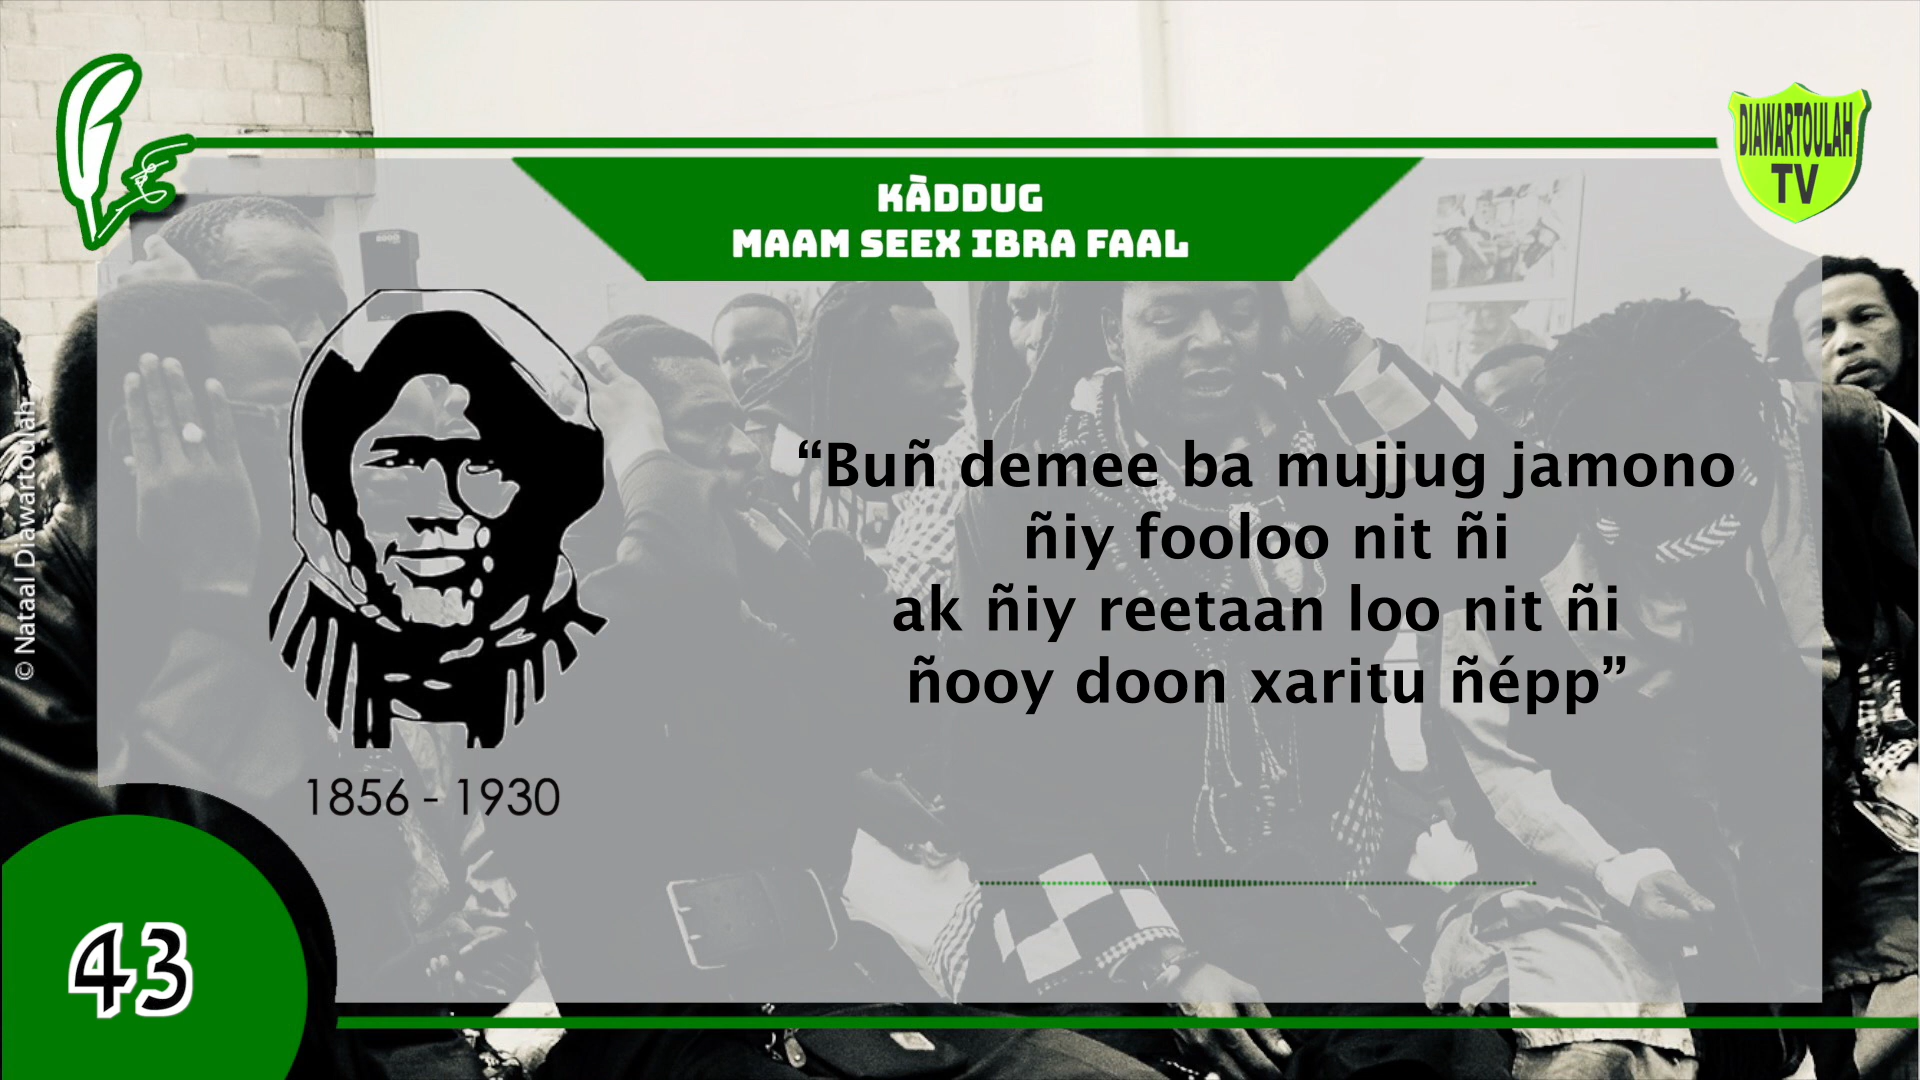 DIAWARTOULAH
TV
KÀDDUG
MAAM SEEX IBRA FAAL
“Buñ demee ba mujjug jamono
ñiy fooloo nit ñi
ak ñiy reetaan loo nit ñi
ñooy doon xaritu ñépp”
1856 - 1930
43
© Nataal Diawartoulah